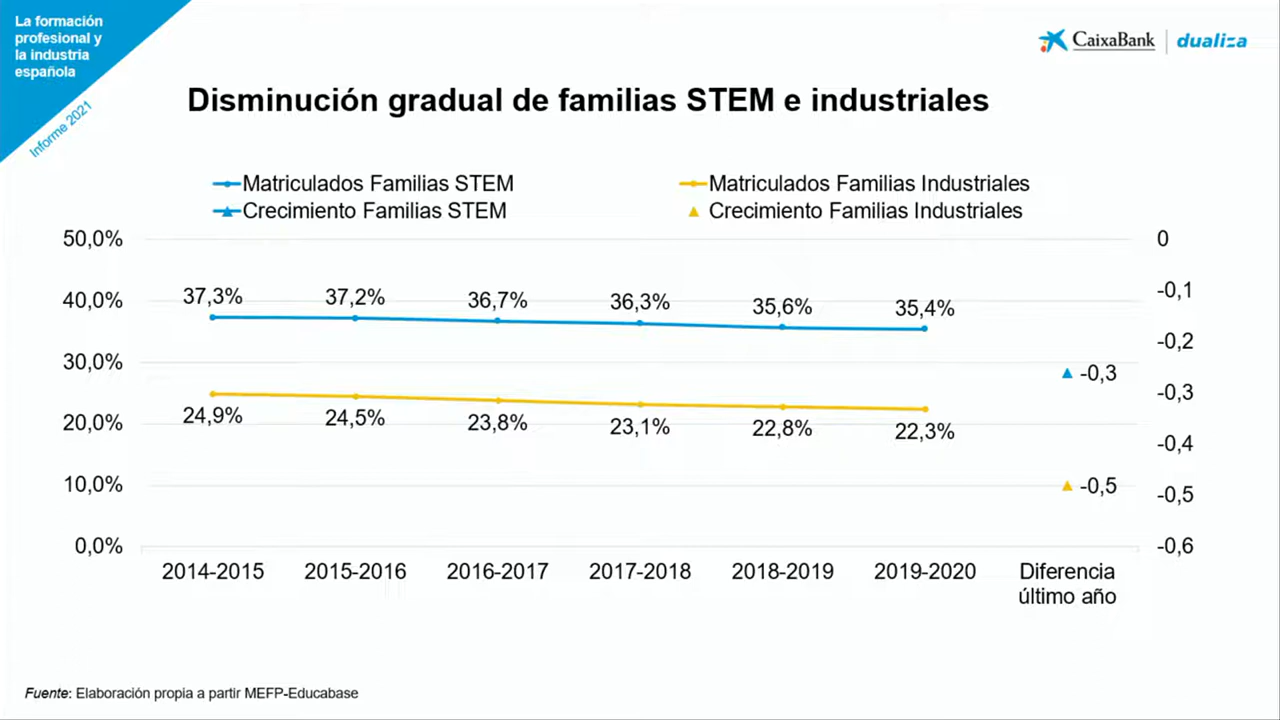 La formación
profesional y
la industria
española
Informe 2021
CaixaBank
dualiza
Disminución gradual de familias STEM e industriales
Matriculados Familias STEM
Matriculados Familias Industriales
Crecimiento Familias STEM
Crecimiento Familias Industriales
50,0%
40,0%
30,0%
20,0%
10,0%
0,0%
37,3% 37,2% 36,7% 36,3% 35,6% 35,4%
24,9% 24,5% 23,8% 23,1% 22,8% 22,3%
-0,3
-0,5
0
-0,1
-0,2
-0,3
-0,4
-0,5
-0,6
2014-2015 2015-2016 2016-2017 2017-2018 2018-2019 2019-2020 Diferencia
último año
Fuente: Elaboración propia a partir MEFP-Educabase